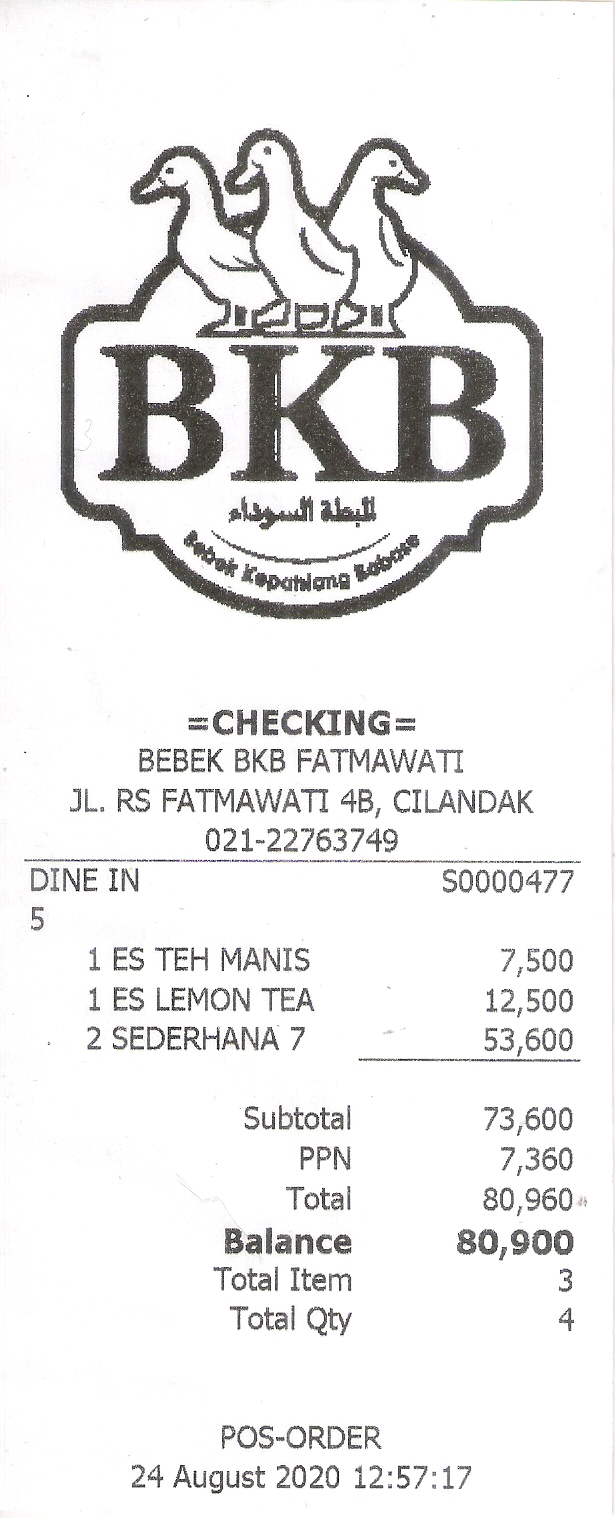 BKB
للبطة السوداء
Bebek Kepahiang Babase
=CHECKING=
BEBEK BKB FATMAWATI
JL. RS FATMAWATI 4B, CILANDAK
021-22763749
DINE IN S0000477
5
1 ES TEH MANIS 7,500
1 ES LEMON TEA 12,500
2 SEDERHANA 7 53,600
Subtotal 73,600
PPN 7,360
Total 80,960
Balance 80,900
Total Item 3
Total Qty 4
POS-ORDER
24 August 2020 12:57:17